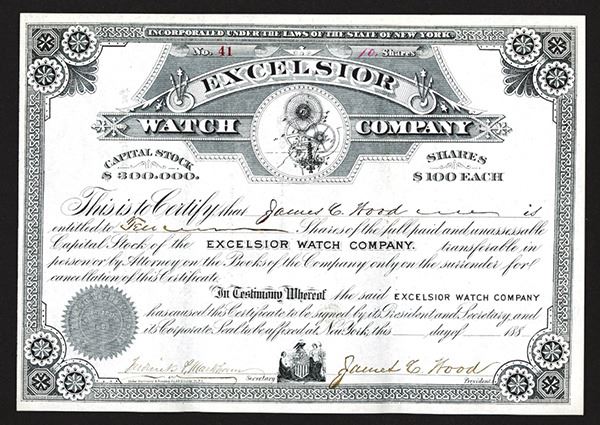 INCORPORATED UNDER THE LAWS OF THE STATE OF NEW YORK.
No. 41 10 Shares
EXCELSIOR
WATCH COMPANY
CAPITAL STOCK SHARES
$300.000. $100 EACH
This is to Certify that James C. Wood is
entitled to Ten Shares of the full paid and unassessable
Capital Stock of the EXCELSIOR WATCH COMPANY. transferable in
person or by Attorney on the Books of the Company only on the surrender for
cancellation of this Certificate.
In Testimony Whereof the said EXCELSIOR WATCH COMPANY
has caused this Certificate to be signed by its President and Secretary, and
its Corporate Seal to be affixed at New York, this day of 188
James C. Wood
Secretary President